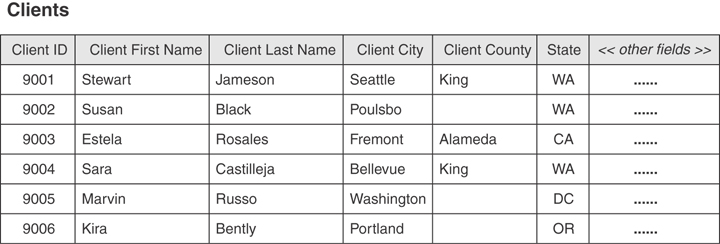 Clients
Client ID Client First Name Client Last Name Client City Client County State << other fields >>
9001 Stewart Jameson Seattle King WA ......
9002 Susan Black Poulsbo WA ......
9003 Estela Rosales Fremont Alameda CA ......
9004 Sara Castilleja Bellevue King WA ......
9005 Marvin Russo Washington DC ......
9006 Kira Bently Portland OR ......